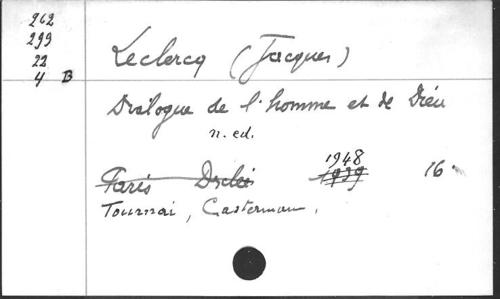 262
299
22
4 B
Leclercq (Jacques)
Dialogue de l'homme et de Dieu
n. ed.
1948
Paris Desclée 1939 16°
Tournai, Casterman.